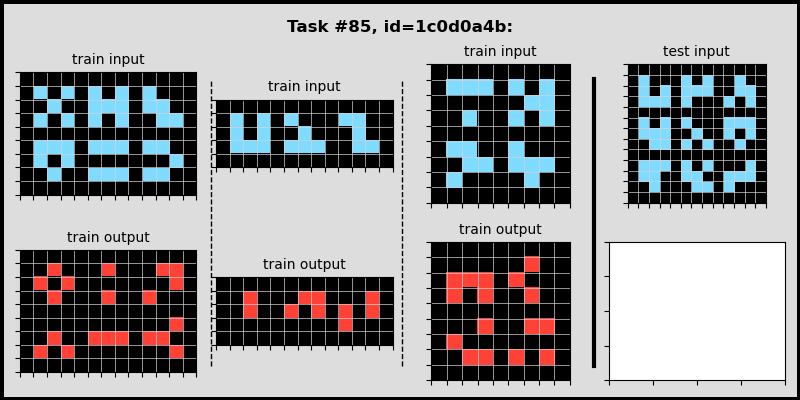 Task #85, id=1c0d0a4b:
train input
train input
train input
test input
train output
train output
train output